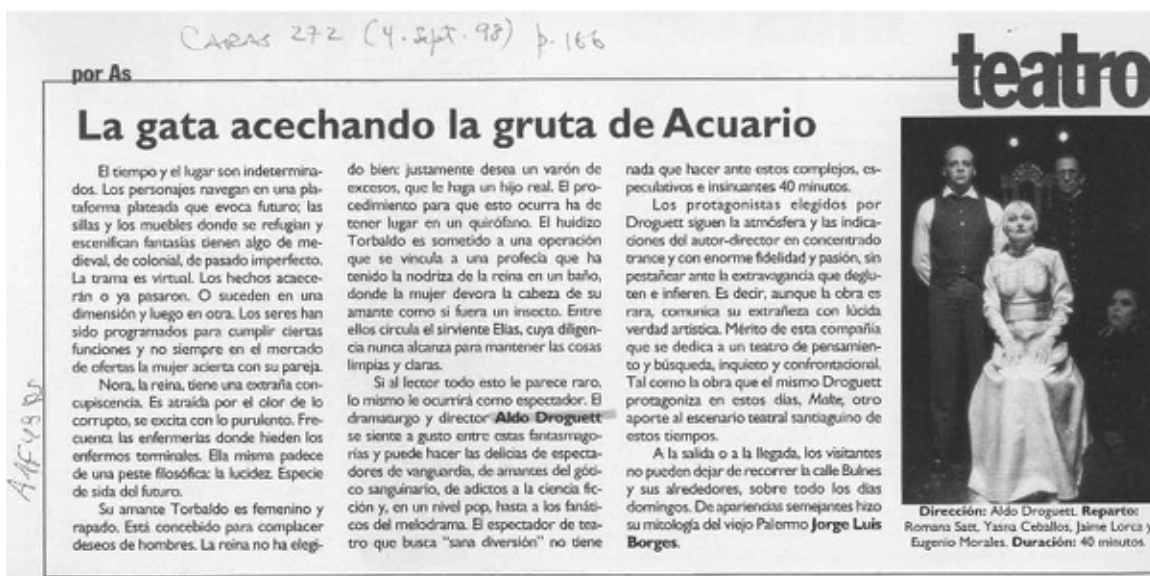 CARAS 272 (4. Sept. 98) p. 166
por As
teatro
La gata acechando la gruta de Acuario
El tiempo y el lugar son indetermina-
dos. Los personajes navegan en una pla-
taforma plateada que evoca futuro; las
sillas y los muebles donde se refugian y
escenifican fantasías tienen algo de me-
dieval, de colonial, de pasado imperfecto.
La trama es virtual. Los hechos acaece-
rán o ya pasaron. O suceden en una
dimensión y luego en otra. Los seres han
sido programados para cumplir ciertas
funciones y no siempre en el mercado
de ofertas la mujer acierta con su pareja.
Nora, la reina, tiene una extraña con-
cupiscencia. Es atraída por el olor de lo
corrupto, se excita con lo purulento. Fre-
cuenta las enfermerías donde hieden los
enfermos terminales. Ella misma padece
de una peste filosófica: la lucidez. Especie
de sida del futuro.
Su amante Torbaldo es femenino y
rapado. Está concebido para complacer
deseos de hombres. La reina no ha elegi-
do bien: justamente desea un varón de
excesos, que le haga un hijo real. El pro-
cedimiento para que esto ocurra ha de
tener lugar en un quirófano. El huidizo
Torbaldo es sometido a una operación
que se vincula a una profecía que ha
tenido la nodriza de la reina en un baño,
donde la mujer devora la cabeza de su
amante como si fuera un insecto. Entre
ellos circula el sirviente Elías, cuya diligen-
cia nunca alcanza para mantener las cosas
limpias y claras.
Si al lector todo esto le parece raro,
lo mismo le ocurrirá como espectador. El
dramaturgo y director Aldo Droguett
se siente a gusto entre estas fantasmago-
rías y puede hacer las delicias de especta-
dores de vanguardia, de amantes del góti-
co sanguinario, de adictos a la ciencia fic-
ción y, en un nivel pop, hasta a los fanáti-
cos del melodrama. El espectador de tea-
tro que busca "sana diversión" no tiene
nada que hacer ante estos complejos, es-
peculativos e insinuantes 40 minutos.
Los protagonistas elegidos por
Droguett siguen la atmósfera y las indica-
ciones del autor-director en concentrado
trance y con enorme fidelidad y pasión, sin
pestañear ante la extravagancia que deglu-
ten e infieren. Es decir, aunque la obra es
rara, comunica su extrañeza con lúcida
verdad artística. Mérito de esta compañía
que se dedica a un teatro de pensamien-
to y búsqueda, inquieto y confrontacional.
Tal como la obra que el mismo Droguett
protagoniza en estos días, Malte, otro
aporte al escenario teatral santiaguino de
estos tiempos.
A la salida o a la llegada, los visitantes
no pueden dejar de recorrer la calle Bulnes
y sus alrededores, sobre todo los días
domingos. De apariencias semejantes hizo
su mitología del viejo Palermo Jorge Luis
Borges.
Dirección: Aldo Droguett. Reparto:
Romana Satt, Yasna Ceballos, Jaime Lorca y
Eugenio Morales. Duración: 40 minutos.